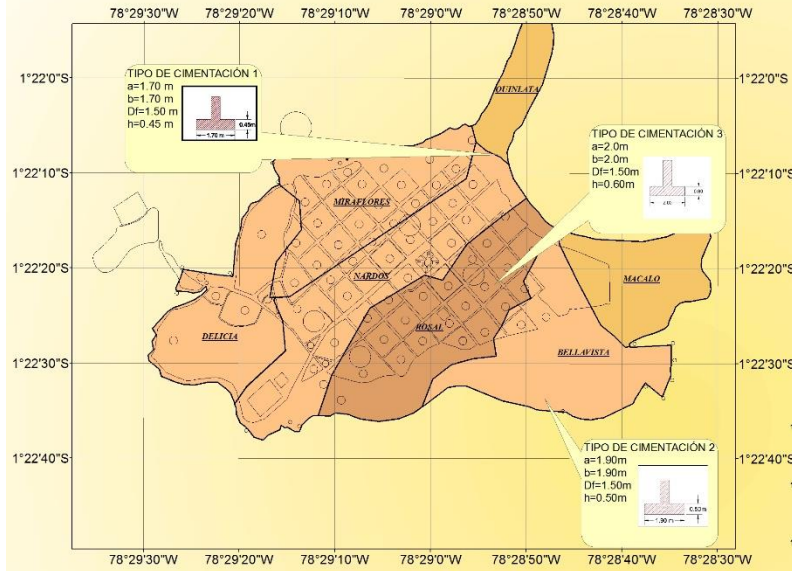 78°29'30"W 78°29'20"W 78°29'10"W 78°29'0"W 78°28'50"W 78°28'40"W 78°28'30"W
1°22'0"S 1°22'0"S
TIPO DE CIMENTACIÓN 1
a=1.70 m
b=1.70 m
Df=1.50 m
h=0.45 m
0.45m
1.70 m
QUINLATA
TIPO DE CIMENTACIÓN 3
a=2.0m
b=2.0m
Df=1.50m
h=0.60m
0.60
2.00
1°22'10"S 1°22'10"S
MIRAFLORES
1°22'20"S 1°22'20"S
NARDOS
MACALO
ROSAL
DELICIA
BELLAVISTA
1°22'30"S 1°22'30"S
TIPO DE CIMENTACIÓN 2
a=1.90m
b=1.90m
Df=1.50m
h=0.50m
0.50 m
1.90 m
1°22'40"S 1°22'40"S
78°29'30"W 78°29'20"W 78°29'10"W 78°29'0"W 78°28'50"W 78°28'40"W 78°28'30"W